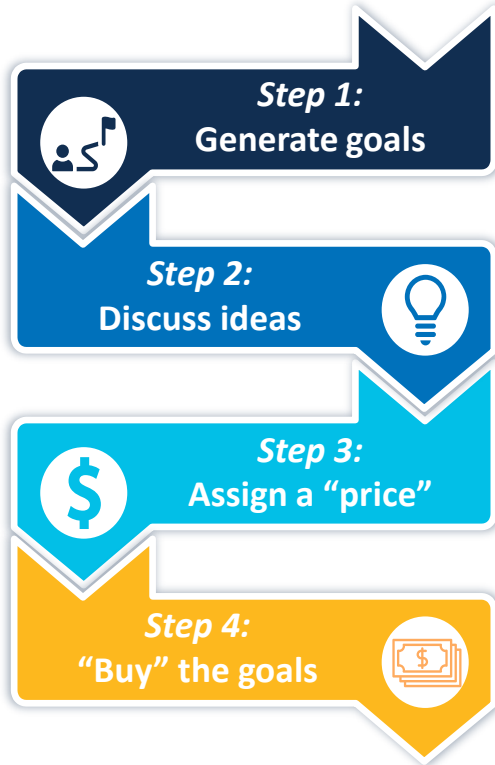 Step 1:
Generate goals
Step 2:
Discuss ideas
$
Step 3:
Assign a “price”
Step 4:
“Buy” the goals
$